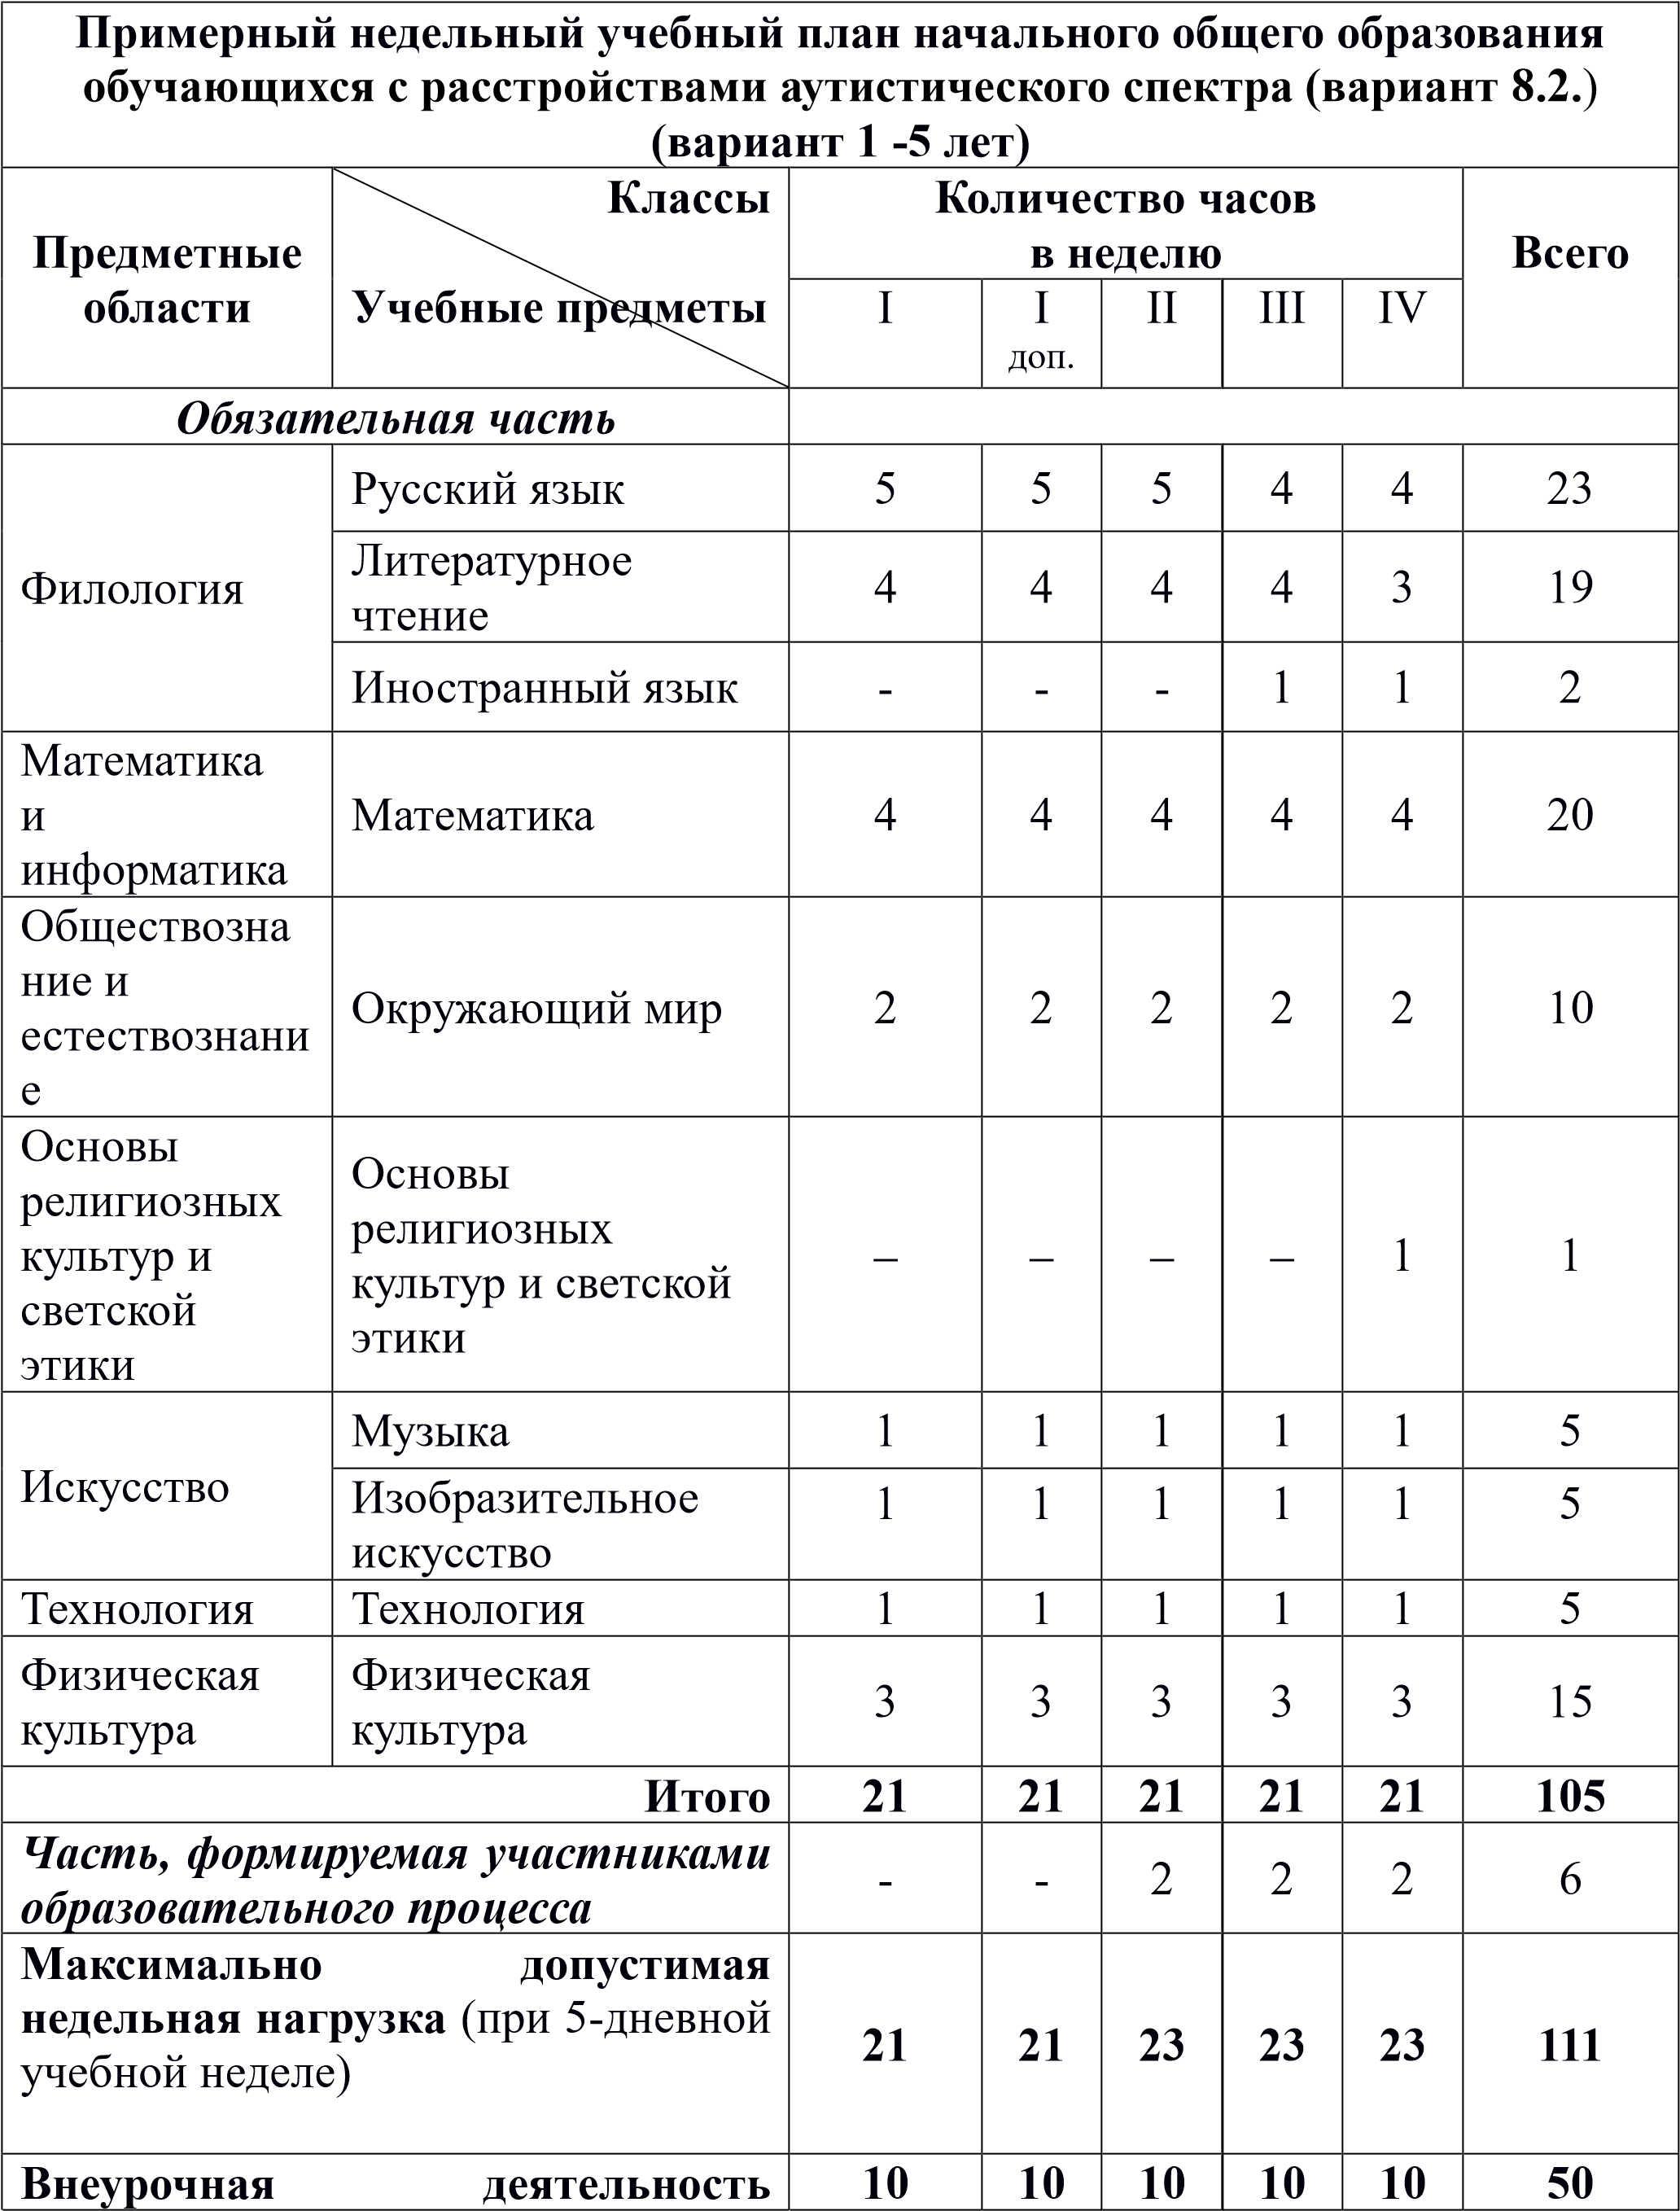 Примерный недельный учебный план начального общего образования
обучающихся с расстройствами аутистического спектра (вариант 8.2.)
(вариант 1 -5 лет)
Предметные
области
Классы
Учебные предметы
Количество часов
в неделю
Всего
I
I
доп.
II
III
IV
Обязательная часть
Филология
Русский язык
5 5 5 4 4 23
Литературное
чтение
4 4 4 4 3 19
Иностранный язык
- - - 1 1 2
Математика
и
информатика
Математика
4 4 4 4 4 20
Обществозна
ние и
естествознани
е
Окружающий мир
2 2 2 2 2 10
Основы
религиозных
культур и
светской
этики
Основы
религиозных
культур и светской
этики
– – – – 1 1
Искусство
Музыка
1 1 1 1 1 5
Изобразительное
искусство
1 1 1 1 1 5
Технология
Технология
1 1 1 1 1 5
Физическая
культура
Физическая
культура
3 3 3 3 3 15
Итого 21 21 21 21 21 105
Часть, формируемая участниками
образовательного процесса
- - 2 2 2 6
Максимально допустимая
недельная нагрузка (при 5-дневной
учебной неделе)
21 21 23 23 23 111
Внеурочная деятельность 10 10 10 10 10 50